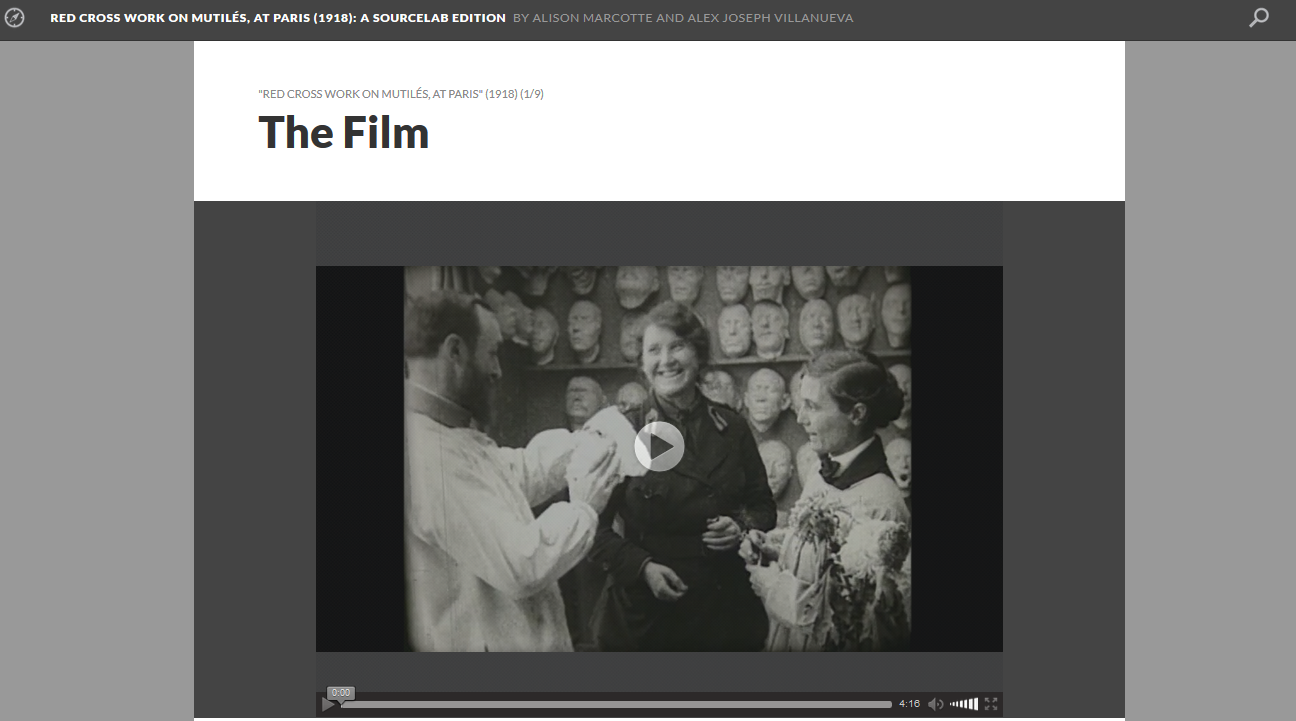 RED CROSS WORK ON MUTILÉS, AT PARIS (1918): A SOURCELAB EDITION BY ALISON MARCOTTE AND ALEX JOSEPH VILLANUEVA
"RED CROSS WORK ON MUTILÉS, AT PARIS" (1918) (1/9)
The Film
0:00
4:16